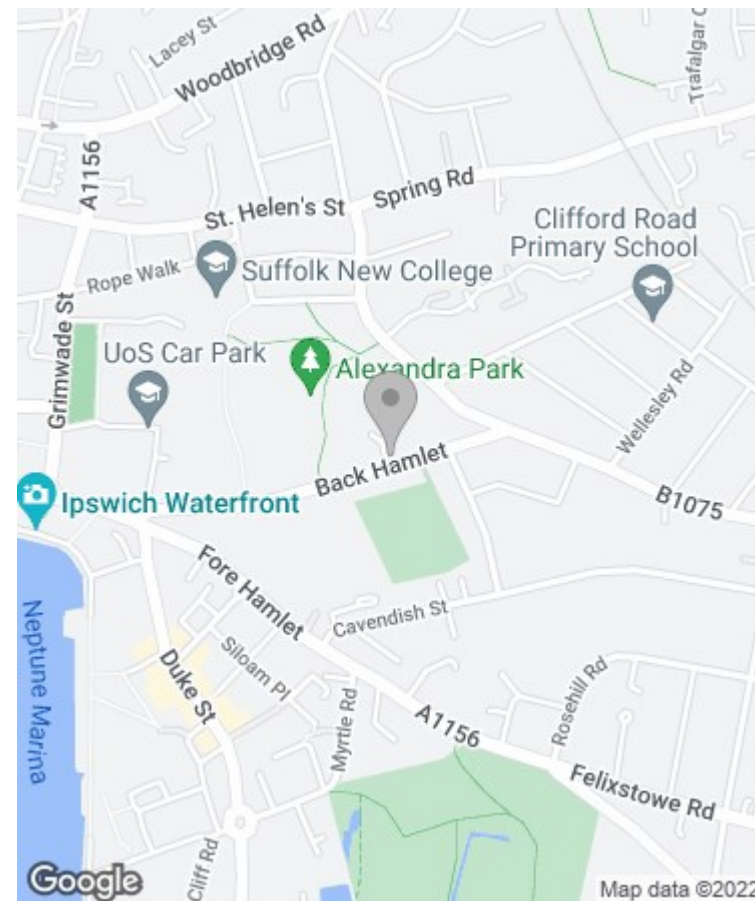 Lacey St
Woodbridge Rd
Trafalgar C
A1156
St. Helen's St
Spring Rd
Clifford Road
Primary School
Rope Walk
Suffolk New College
Grimwade St
UoS Car Park
Alexandra Park
Wellesley Rd
Back Hamlet
B1075
Ipswich Waterfront
Fore Hamlet
Cavendish St
Neptune Marina
Duke St
Siloam Pl
Myrtle Rd
A1156
Rosehill Rd
Felixstowe Rd
Cliff Rd
Google
Map data ©2022